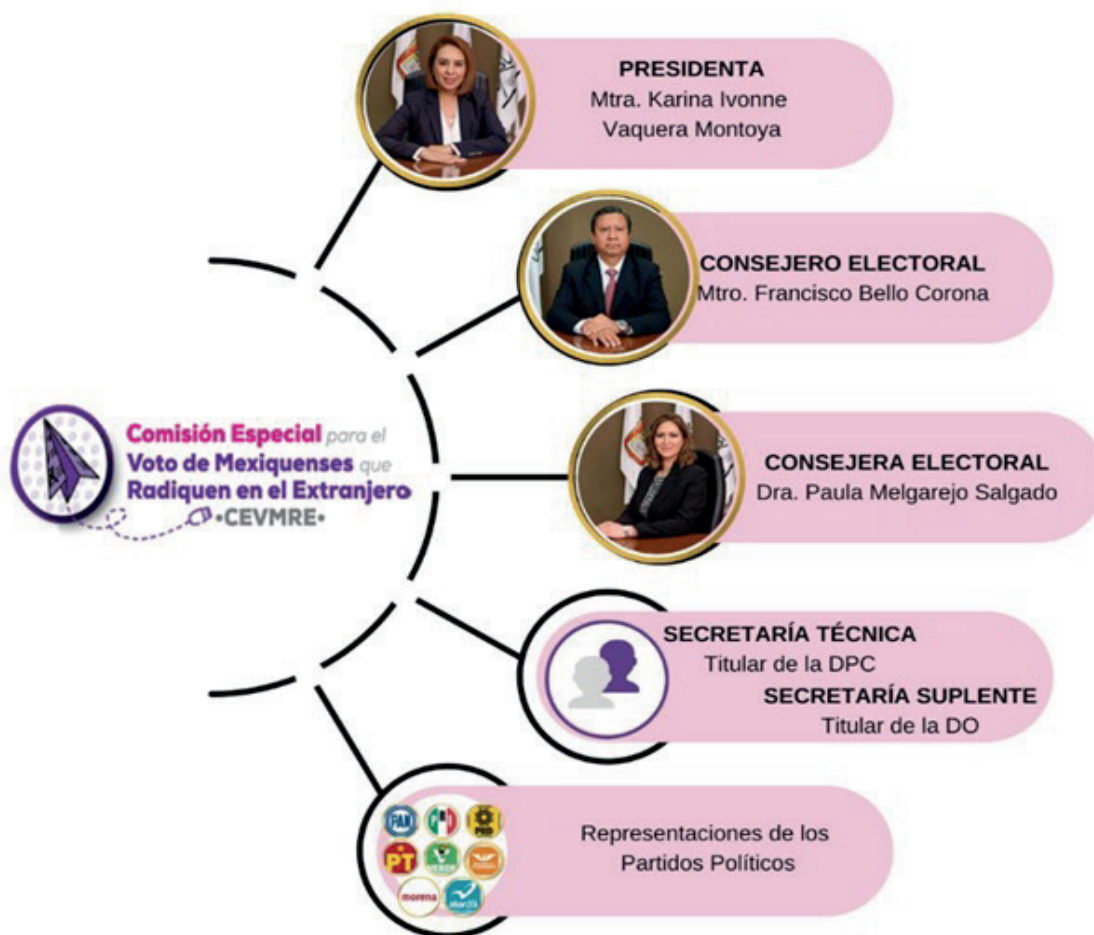 PRESIDENTA
Mtra. Karina Ivonne
Vaquera Montoya
CONSEJERO ELECTORAL
Mtro. Francisco Bello Corona
Comisión Especial para el
Voto de Mexiquenses que
Radiquen en el Extranjero
•CEVMRE•
CONSEJERA ELECTORAL
Dra. Paula Melgarejo Salgado
SECRETARÍA TÉCNICA
Titular de la DPC
SECRETARÍA SUPLENTE
Titular de la DO
Representaciones de los
Partidos Políticos
PAN
PRI
PRD
PT
VERDE
morena